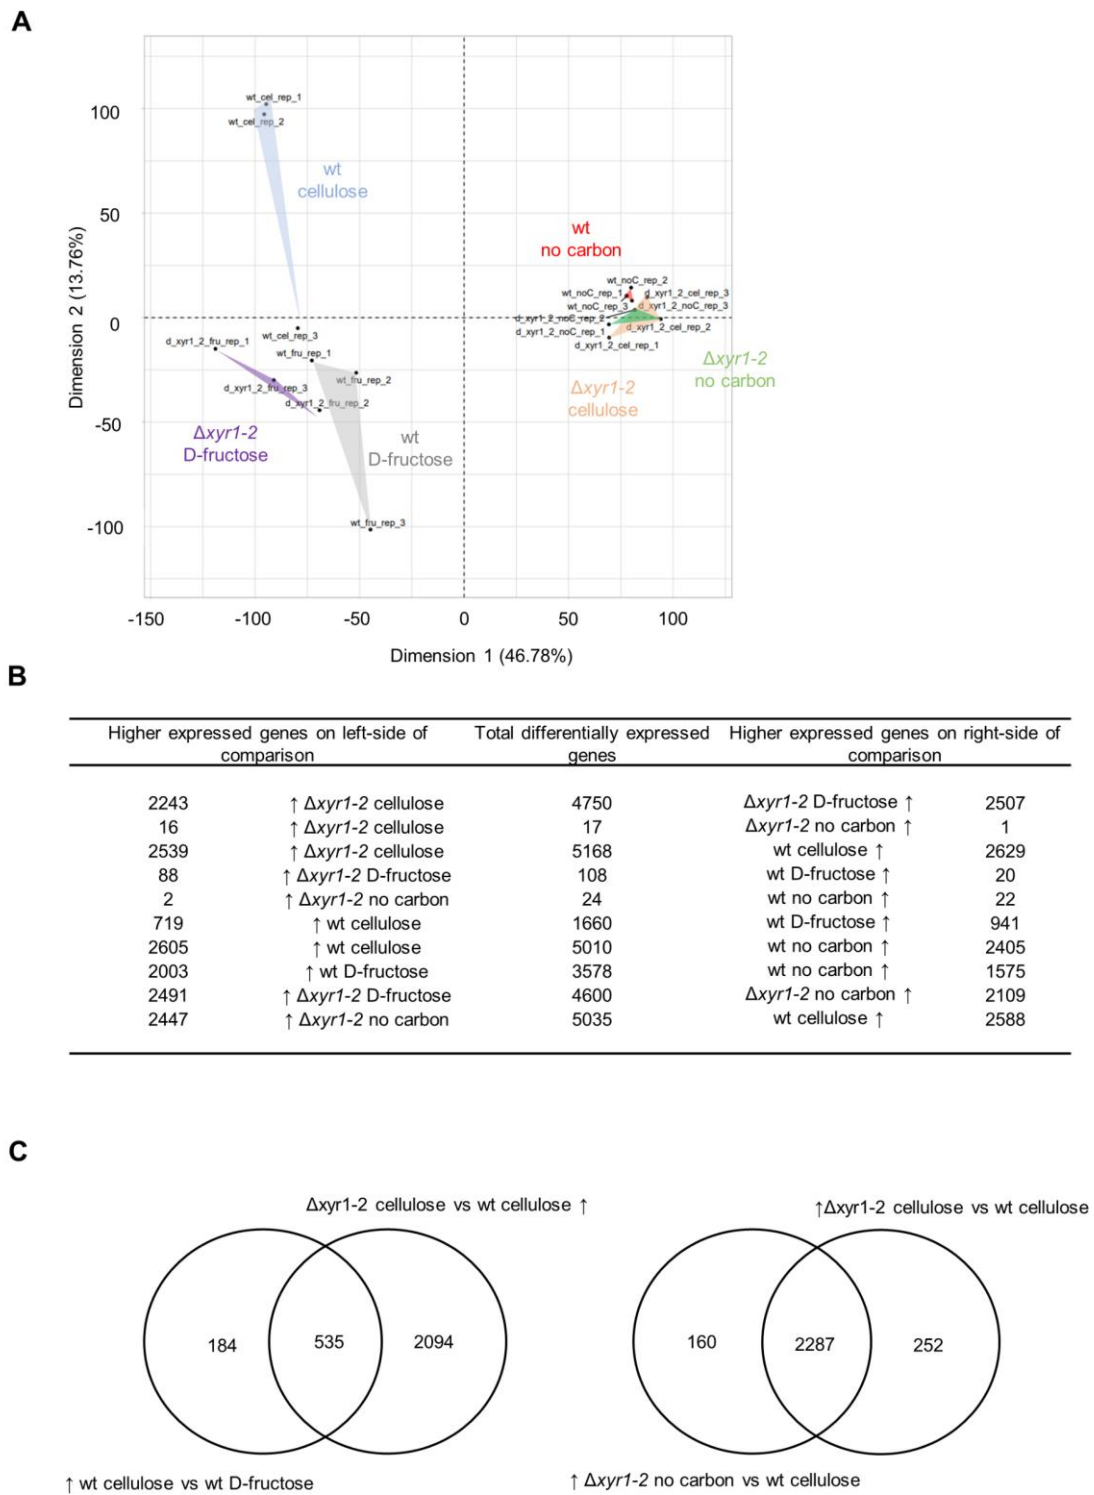 A
wt_cel_rep_1
wt_cel_rep_2
100
wt
cellulose
50
wt
no carbon
wt_noC_rep_2
wt_noC_rep_1
d_xyr1_2_cel_rep_3
wt_noC_rep_3
d_xyr1_2_noC_rep_3
0
d_xyr1_2_noC_rep_2
d_xyr1_2_cel_rep_2
d_xyr1_2_noC_rep_1
wt_cel_rep_3
d_xyr1_2_fru_rep_1
d_xyr1_2_cel_rep_1
wt_fru_rep_1
Δxyr1-2
no carbon
wt_fru_rep_2
d_xyr1_2_fru_rep_3
Δxyr1-2
cellulose
d_xyr1_2_fru_rep_2
-50
Δxyr1-2
D-fructose
wt
D-fructose
wt_fru_rep_3
-100
Dimension 2 (13.76%)
-150 -100 -50 0 50 100
Dimension 1 (46.78%)
B
Higher expressed genes on left-side of Total differentially expressed Higher expressed genes on right-side of
comparison genes comparison
2243 ↑ Δxyr1-2 cellulose 4750 Δxyr1-2 D-fructose ↑ 2507
16 ↑ Δxyr1-2 cellulose 17 Δxyr1-2 no carbon ↑ 1
2539 ↑ Δxyr1-2 cellulose 5168 wt cellulose ↑ 2629
88 ↑ Δxyr1-2 D-fructose 108 wt D-fructose ↑ 20
2 ↑ Δxyr1-2 no carbon 24 wt no carbon ↑ 22
719 ↑ wt cellulose 1660 wt D-fructose ↑ 941
2605 ↑ wt cellulose 5010 wt no carbon ↑ 2405
2003 ↑ wt D-fructose 3578 wt no carbon ↑ 1575
2491 ↑ Δxyr1-2 D-fructose 4600 Δxyr1-2 no carbon ↑ 2109
2447 ↑ Δxyr1-2 no carbon 5035 wt cellulose ↑ 2588
C
Δxyr1-2 cellulose vs wt cellulose ↑
↑Δxyr1-2 cellulose vs wt cellulose
184 535 2094
160 2287 252
↑ wt cellulose vs wt D-fructose
↑ Δxyr1-2 no carbon vs wt cellulose